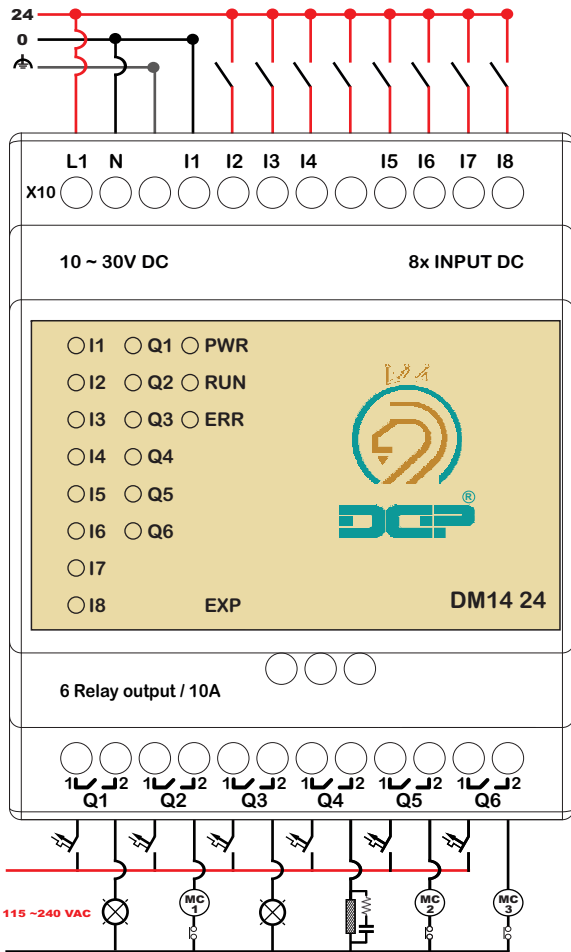 24
0
L1 N I1 I2 I3 I4 I5 I6 I7 I8
X10
10 ~ 30V DC 8x INPUT DC
I1 Q1 PWR
I2 Q2 RUN
I3 Q3 ERR
I4 Q4
I5 Q5
I6 Q6
I7
I8 EXP
DCP ®
DM14 24
6 Relay output / 10A
1 2 1 2 1 2 1 2 1 2 1 2
Q1 Q2 Q3 Q4 Q5 Q6
115 ~240 VAC
MC 1
MC 2
MC 3